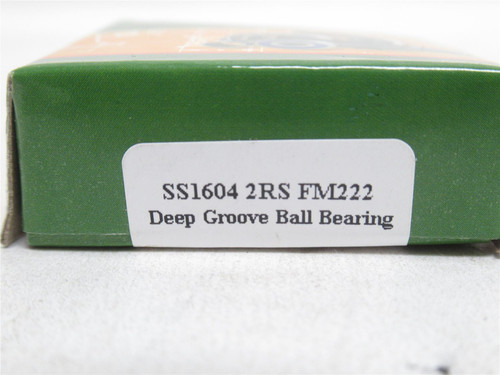 SS1604 2RS FM222
Deep Groove Ball Bearing